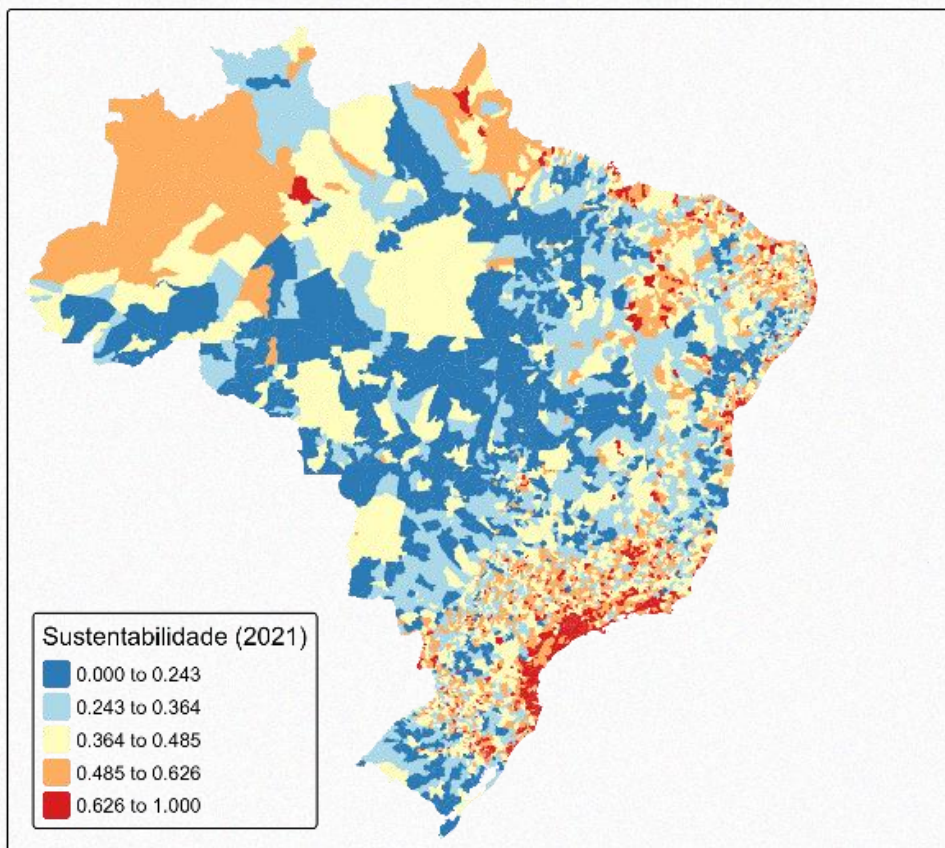 Sustentabilidade (2021)
0.000 to 0.243
0.243 to 0.364
0.364 to 0.485
0.485 to 0.626
0.626 to 1.000